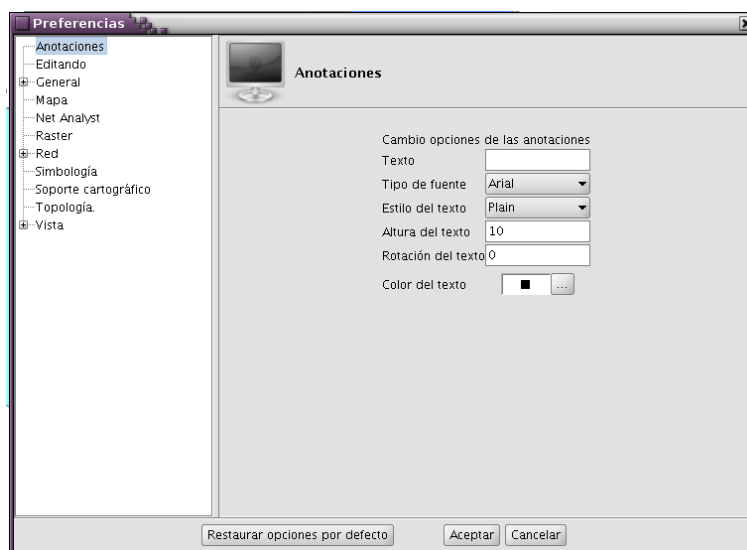 Preferencias
Anotaciones
Editando
General
Mapa
Net Analyst
Raster
Red
Simbología
Soporte cartográfico
Topología.
Vista
Anotaciones
Cambio opciones de las anotaciones
Texto
Tipo de fuente Arial
Estilo del texto Plain
Altura del texto 10
Rotación del texto 0
Color del texto ...
Restaurar opciones por defecto Aceptar Cancelar